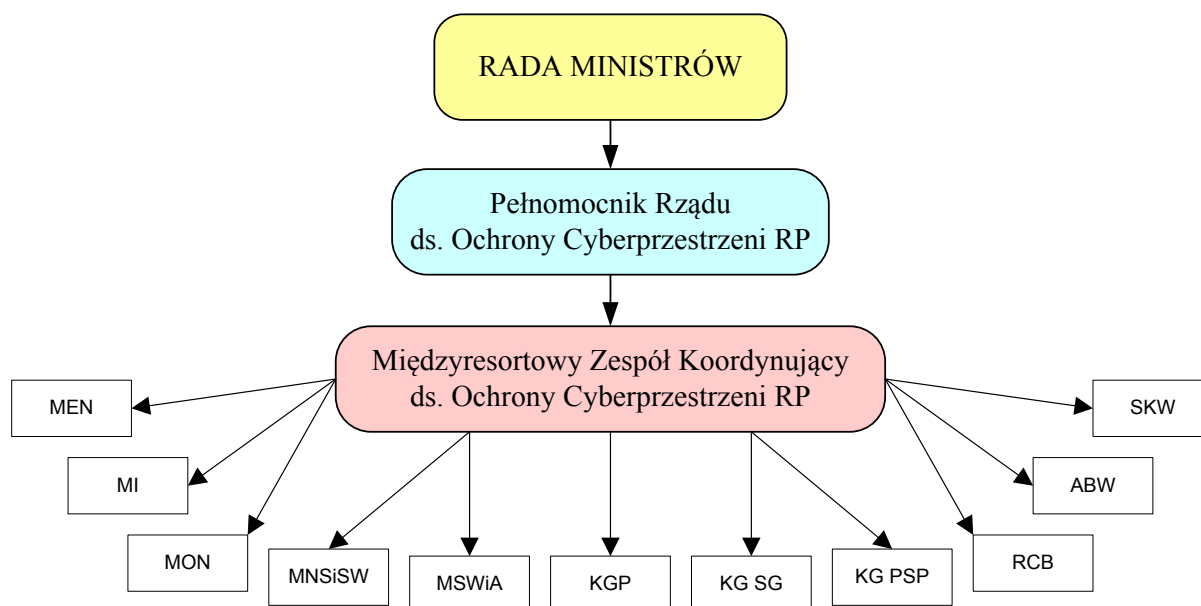 RADA MINISTRÓW
Pełnomocnik Rządu
ds. Ochrony Cyberprzestrzeni RP
Międzyresortowy Zespół Koordynujący
ds. Ochrony Cyberprzestrzeni RP
MEN
MI
MON
MNSiSW
MSWiA
KGP
KG SG
KG PSP
RCB
ABW
SKW